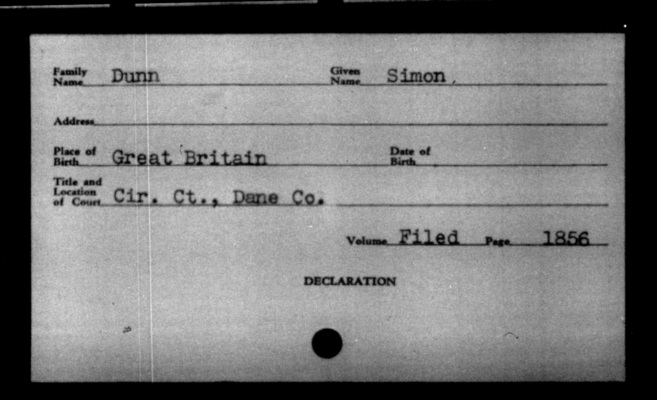 Family Name Dunn Given Name Simon.
Address
Place of Birth Great Britain Date of Birth
Title and Location of Court Cir. Ct., Dane Co.
Volume Filed Page 1856
DECLARATION